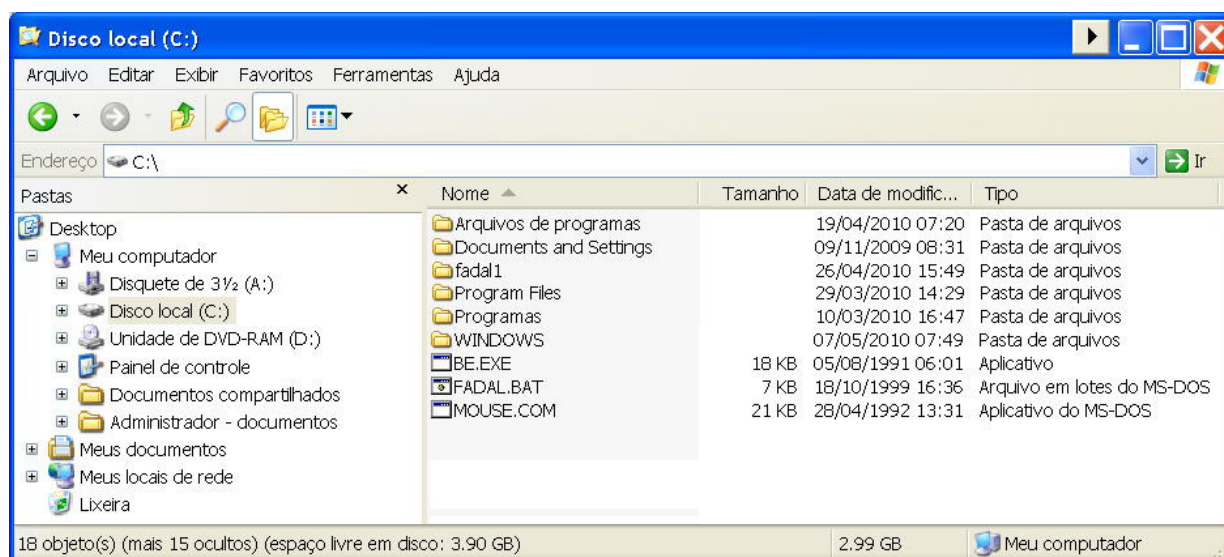 Disco local (C:)
Arquivo Editar Exibir Favoritos Ferramentas Ajuda
Endereço C:\ Ir
Pastas
Desktop
Meu computador
Disquete de 3½ (A:)
Disco local (C:)
Unidade de DVD-RAM (D:)
Painel de controle
Documentos compartilhados
Administrador - documentos
Meus documentos
Meus locais de rede
Lixeira
Nome Tamanho Data de modific... Tipo
Arquivos de programas 19/04/2010 07:20 Pasta de arquivos
Documents and Settings 09/11/2009 08:31 Pasta de arquivos
fadal1 26/04/2010 15:49 Pasta de arquivos
Program Files 29/03/2010 14:29 Pasta de arquivos
Programas 10/03/2010 16:47 Pasta de arquivos
WINDOWS 07/05/2010 07:49 Pasta de arquivos
BE.EXE 18 KB 05/08/1991 06:01 Aplicativo
FADAL.BAT 7 KB 18/10/1999 16:36 Arquivo em lotes do MS-DOS
MOUSE.COM 21 KB 28/04/1992 13:31 Aplicativo do MS-DOS
18 objeto(s) (mais 15 ocultos) (espaço livre em disco: 3.90 GB) 2.99 GB Meu computador